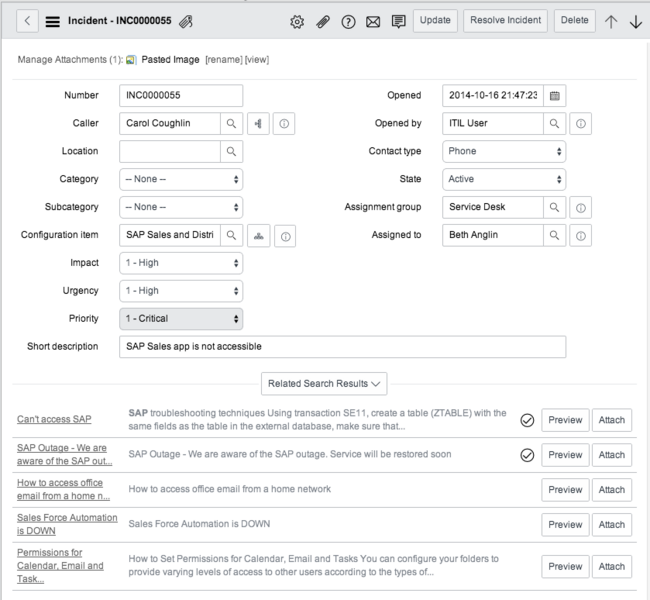 Incident - INC0000055
Update
Resolve Incident
Delete
Manage Attachments (1): Pasted Image [rename] [view]
Number INC0000055
Opened 2014-10-16 21:47:23
Caller Carol Coughlin
Opened by ITIL User
Location
Contact type Phone
Category -- None --
State Active
Subcategory -- None --
Assignment group Service Desk
Configuration item SAP Sales and Distri
Assigned to Beth Anglin
Impact 1 - High
Urgency 1 - High
Priority 1 - Critical
Short description SAP Sales app is not accessible
Related Search Results
Can't access SAP
SAP troubleshooting techniques Using transaction SE11, create a table (ZTABLE) with the
same fields as the table in the external database, make sure that...
Preview Attach
SAP Outage - We are
aware of the SAP out...
SAP Outage - We are aware of the SAP outage. Service will be restored soon
Preview Attach
How to access office
email from a home n...
How to access office email from a home network
Preview Attach
Sales Force Automation
is DOWN
Sales Force Automation is DOWN
Preview Attach
Permissions for
Calendar, Email and
Task...
How to Set Permissions for Calendar, Email and Tasks You can configure your folders to
provide varying levels of access to other users according to the types of...
Preview Attach